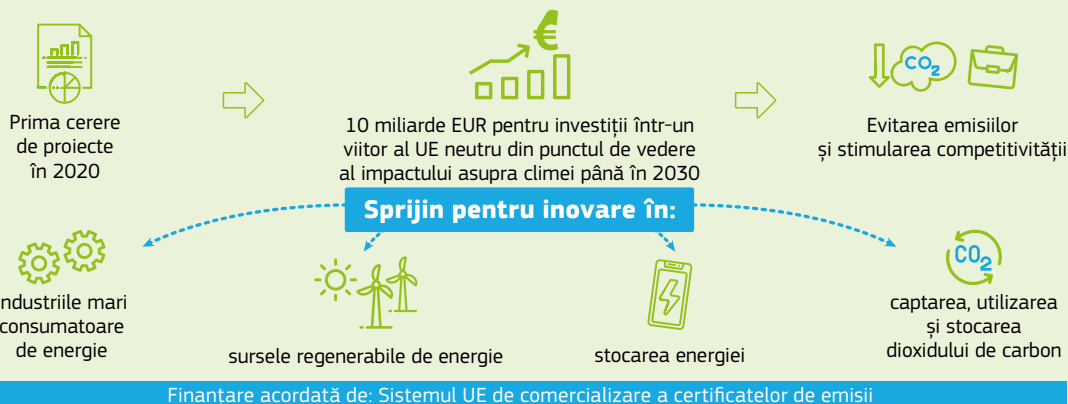 Prima cerere
de proiecte
în 2020
10 miliarde EUR pentru investiții într-un
viitor al UE neutru din punctul de vedere
al impactului asupra climei până în 2030
CO2
Evitarea emisiilor
și stimularea competitivității
Sprijin pentru inovare în:
industriile mari
consumatoare
de energie
sursele regenerabile de energie
stocarea energiei
CO2
captarea, utilizarea
și stocarea
dioxidului de carbon
Finanțare acordată de: Sistemul UE de comercializare a certificatelor de emisii